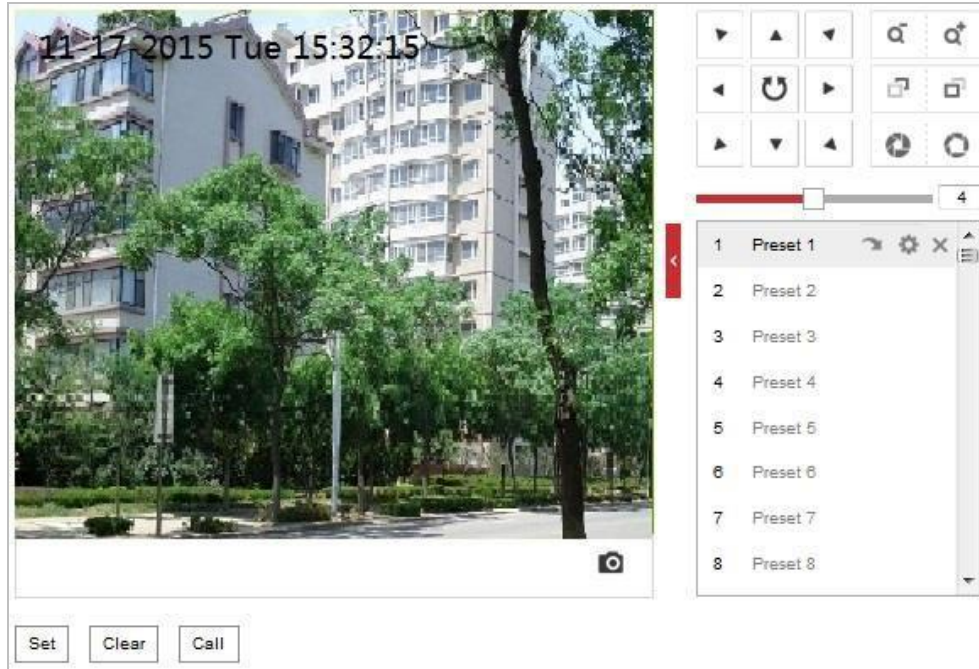 11-17-2015 Tue 15:32:15
4
1 Preset 1
2 Preset 2
3 Preset 3
4 Preset 4
5 Preset 5
6 Preset 6
7 Preset 7
8 Preset 8
Set Clear Call